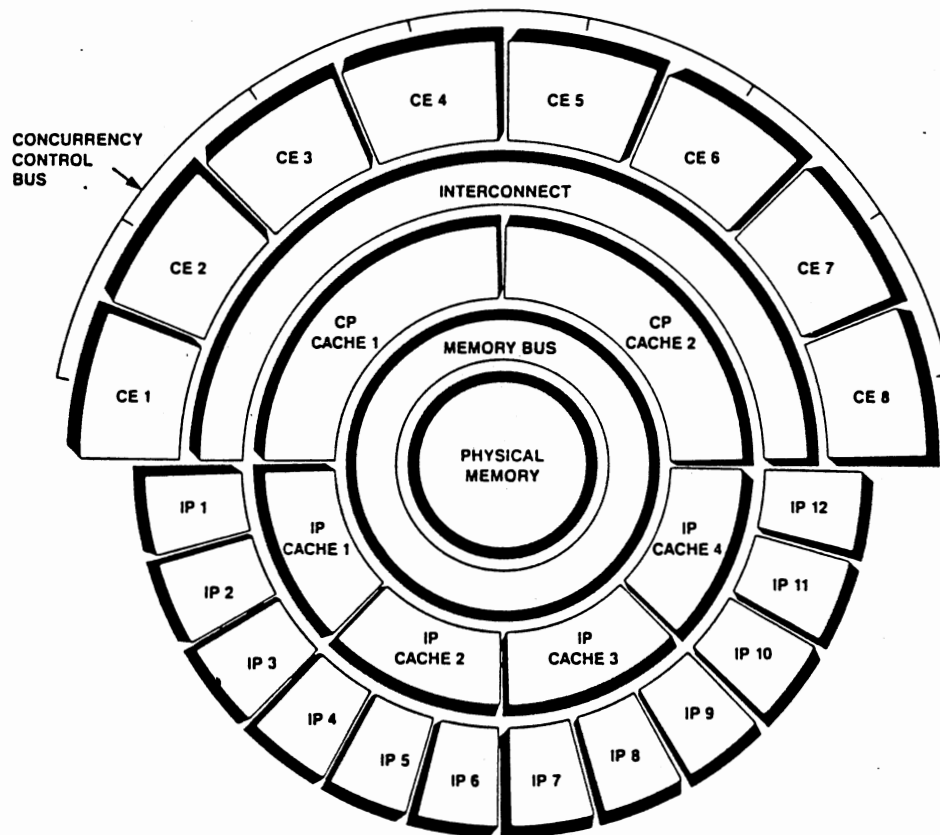 CE 4
CE 5
CE 3
CE 6
CONCURRENCY
CONTROL
BUS
INTERCONNECT
CE 2
CE 7
CP
CACHE 1
CP
CACHE 2
MEMORY BUS
CE 1
CE 8
PHYSICAL
MEMORY
IP 1
IP 12
IP
CACHE 1
IP
CACHE 4
IP 2
IP 11
IP
CACHE 2
IP
CACHE 3
IP 3
IP 10
IP 4
IP 9
IP 5
IP 8
IP 6
IP 7